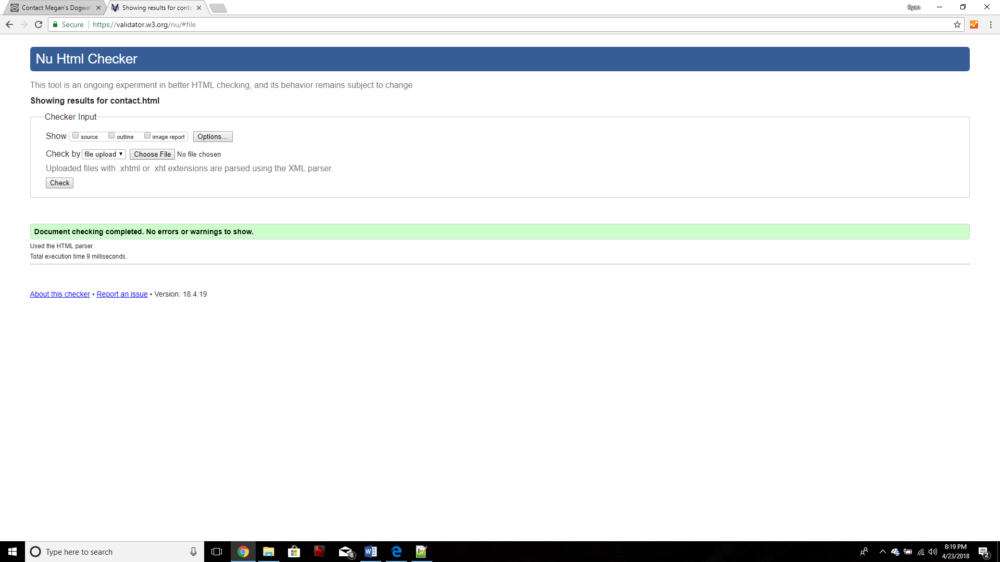 Contact Megan's Dogwal
Showing results for conta
Ryan
Secure https://validator.w3.org/nu/#file
Nu Html Checker
This tool is an ongoing experiment in better HTML checking, and its behavior remains subject to change
Showing results for contact.html
Checker Input
Show source outline image report Options...
Check by file upload Choose File No file chosen
Uploaded files with .xhtml or .xht extensions are parsed using the XML parser.
Check
Document checking completed. No errors or warnings to show.
Used the HTML parser.
Total execution time 9 milliseconds.
About this checker • Report an issue • Version: 18.4.19
Type here to search
8
8:19 PM
4/23/2018
2